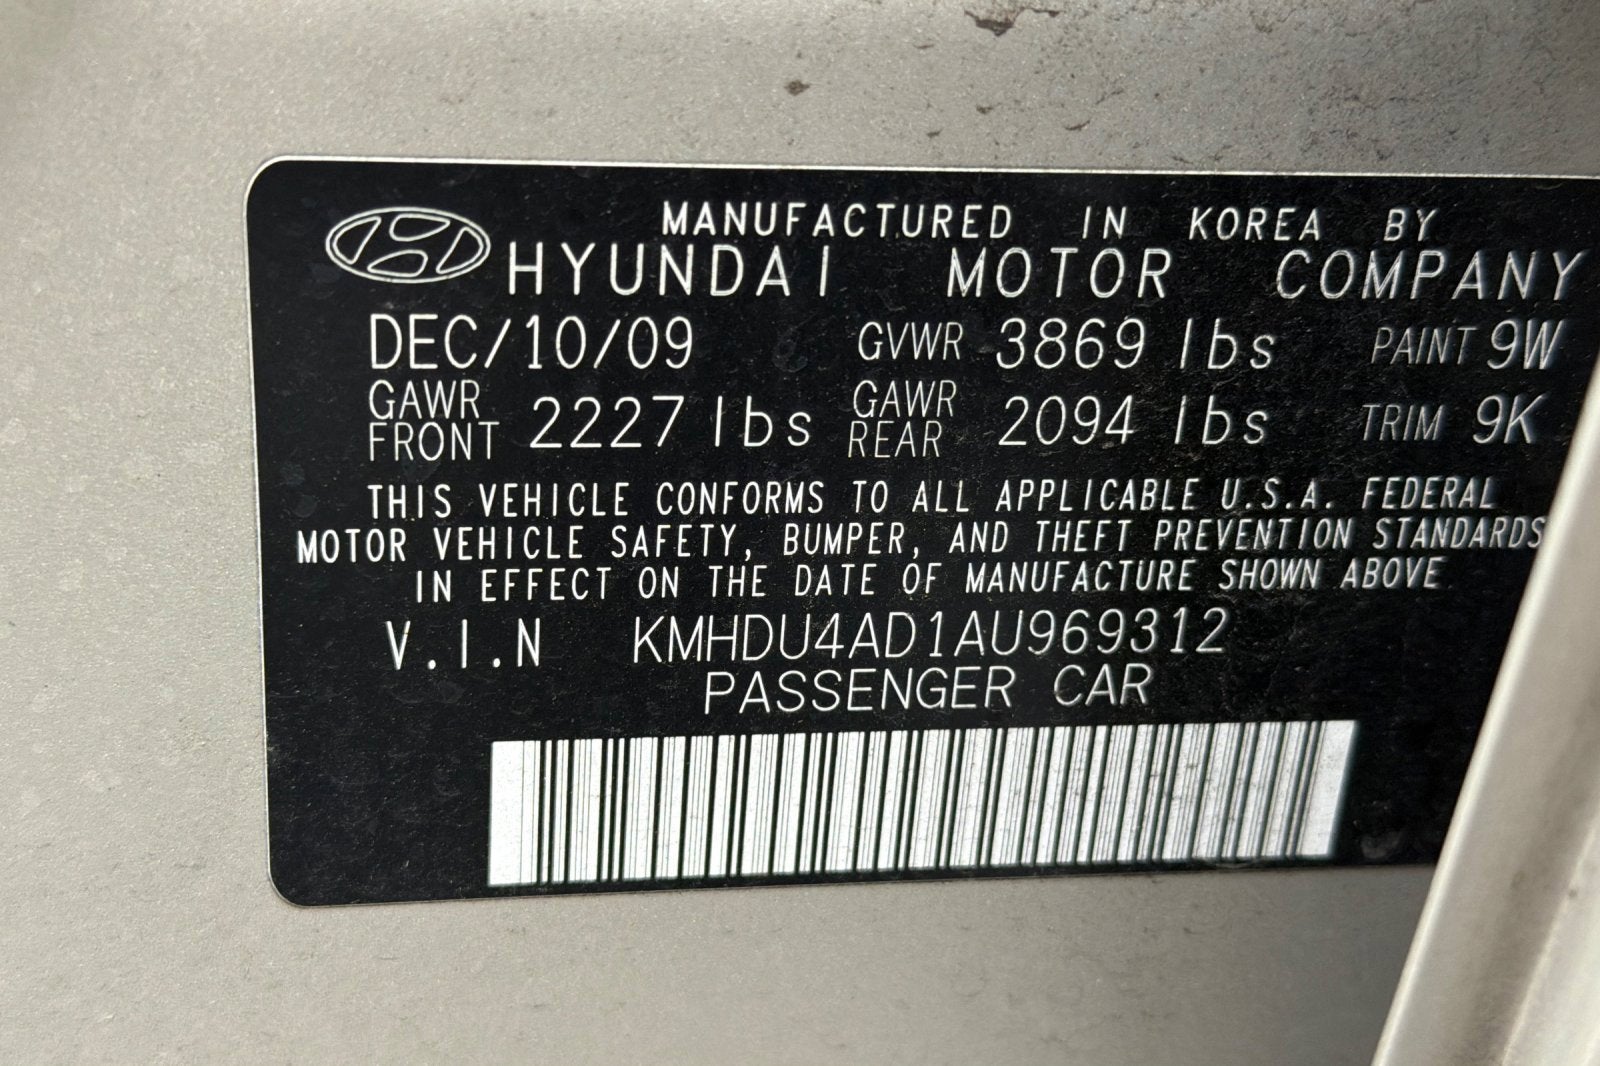 MANUFACTURED IN KOREA BY
HYUNDAI MOTOR COMPANY
DEC/10/09 GVWR 3869 lbs PAINT 9W
GAWR FRONT 2227 lbs GAWR REAR 2094 lbs TRIM 9K
THIS VEHICLE CONFORMS TO ALL APPLICABLE U.S.A. FEDERAL
MOTOR VEHICLE SAFETY, BUMPER, AND THEFT PREVENTION STANDARDS
IN EFFECT ON THE DATE OF MANUFACTURE SHOWN ABOVE
V.I.N KMHDU4AD1AU969312
PASSENGER CAR